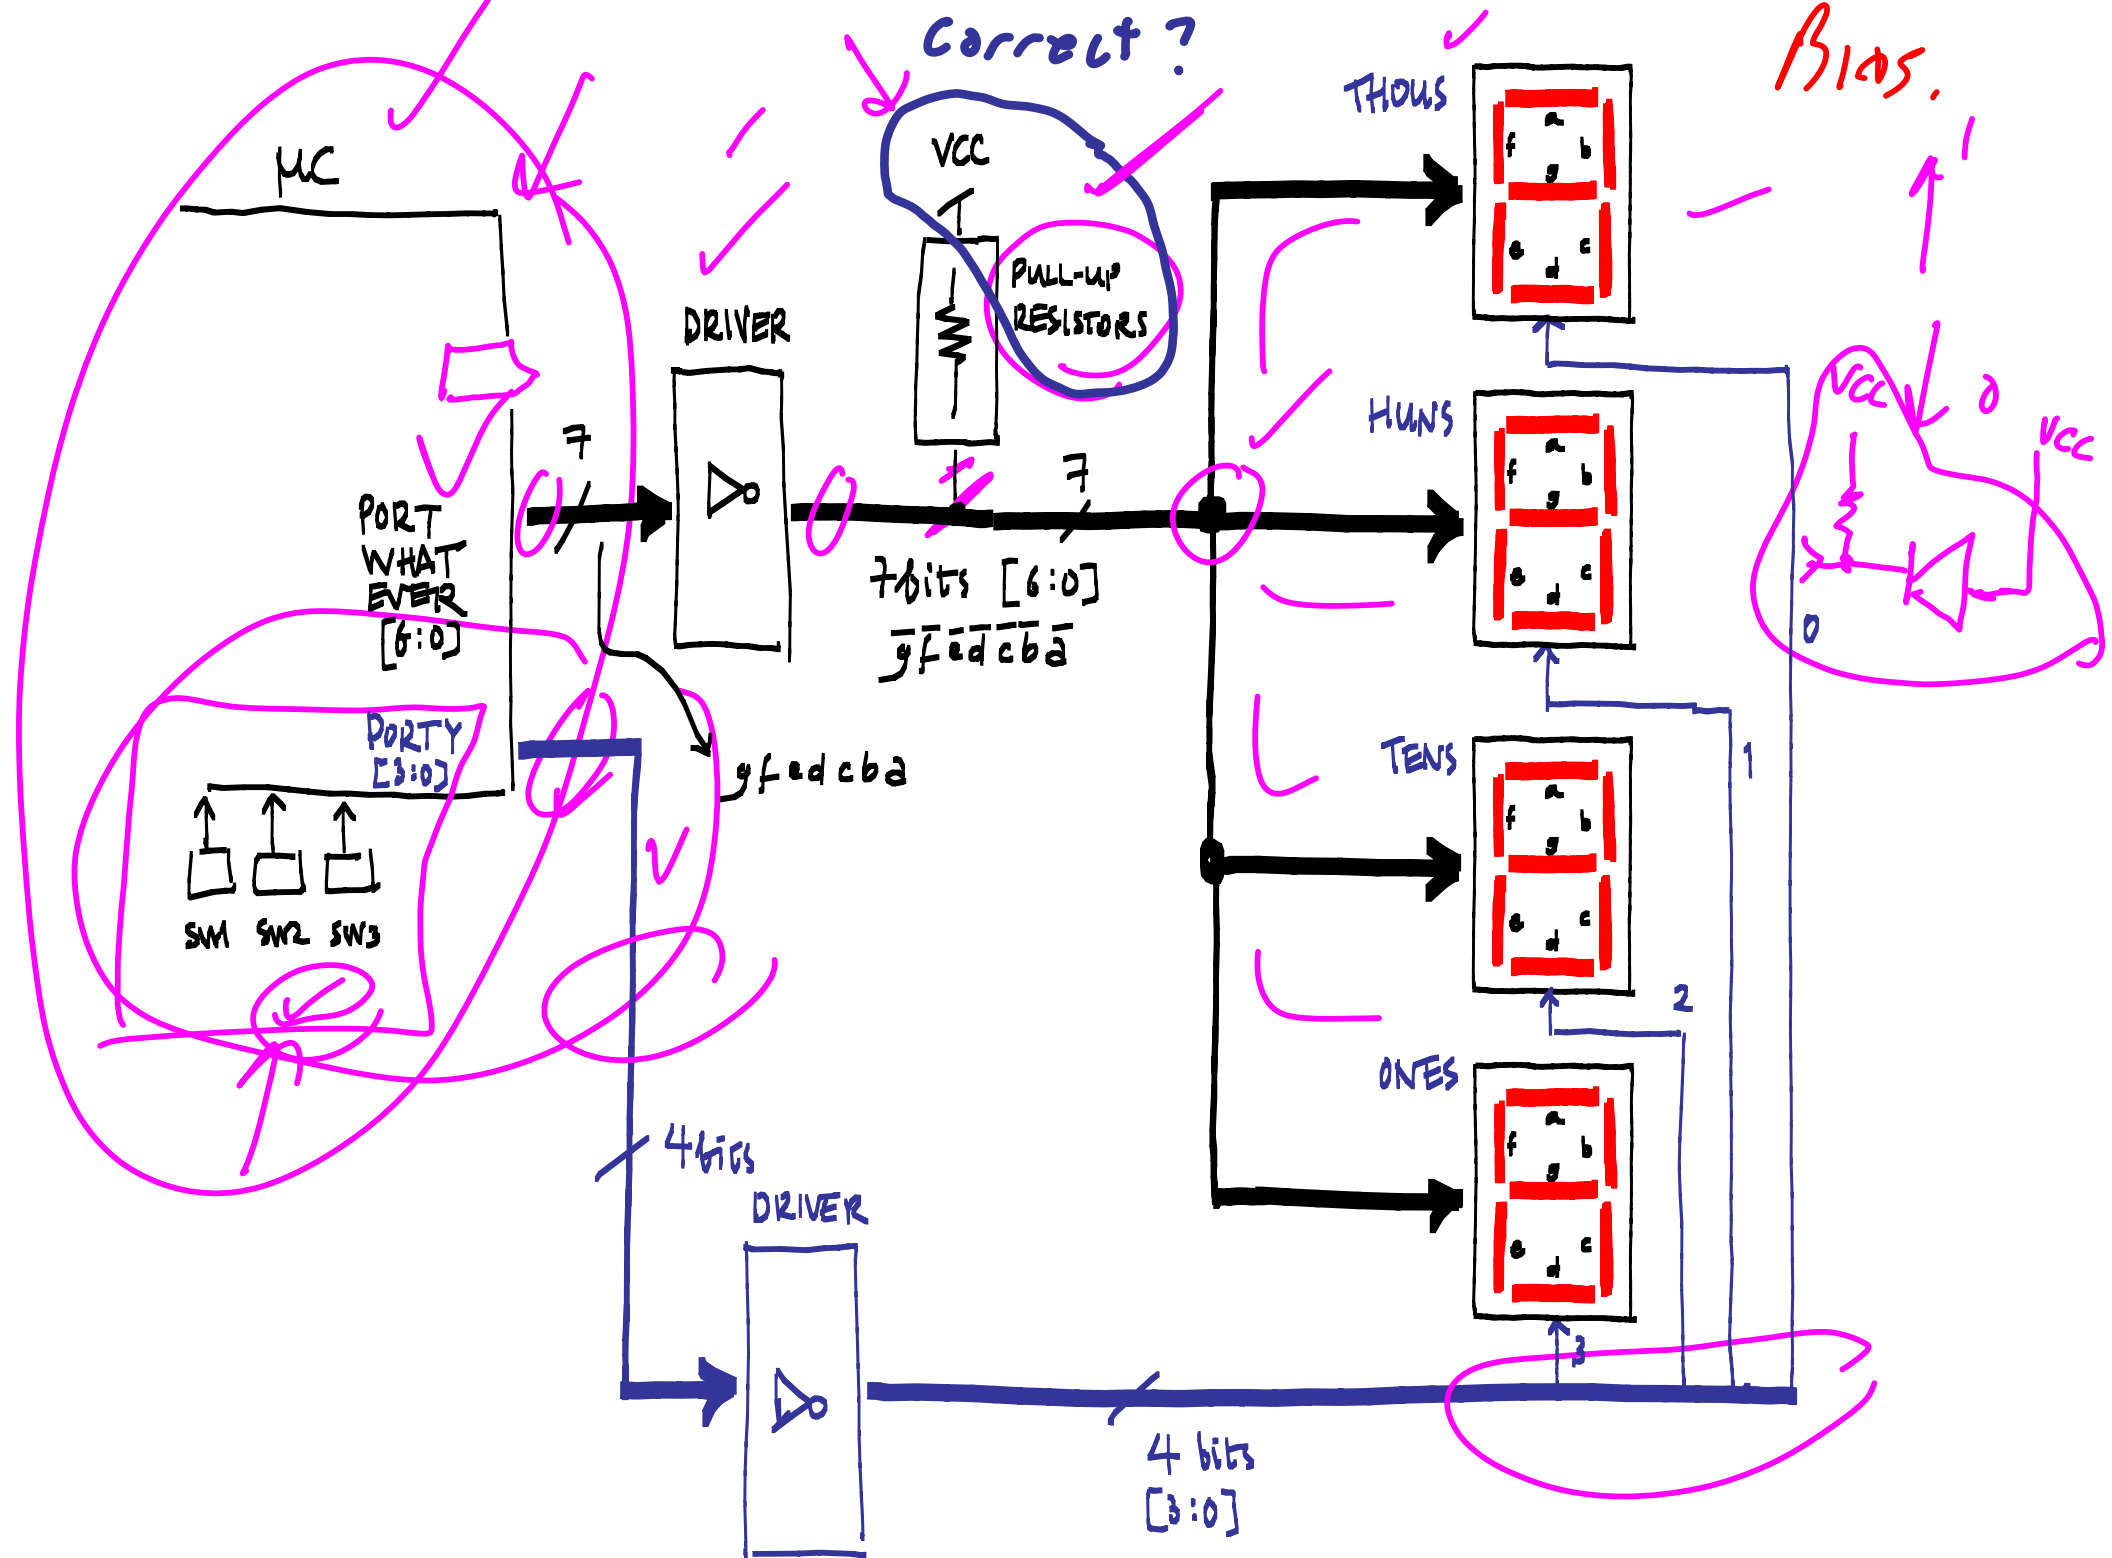 Correct?
Bias.
THOUS
μC
VCC
PULL-UP
RESISTORS
a
f b
g
e c
d
DRIVER
HUNS
VCC
0
VCC
7
7
a
f b
g
e c
d
PORT
WHAT
EVER
[6:0]
7bits [6:0]
g̅ f̅ e̅ d̅ c̅ b̅ a̅
0
PORTY
[3:0]
gfedcba
TENS
1
a
f b
g
e c
d
SW1 SW2 SW3
2
ONES
4bits
a
f b
g
e c
d
DRIVER
3
4 bits
[3:0]